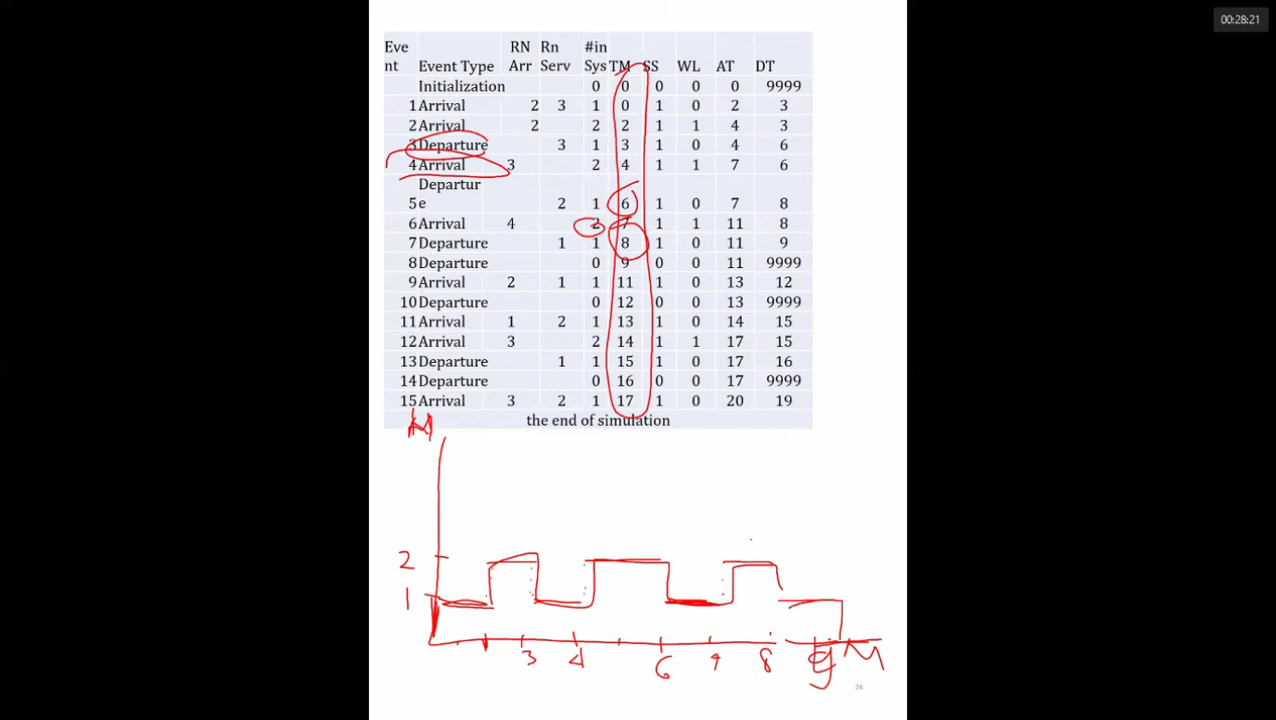 00:28:21
Eve RN Rn #in
nt Event Type Arr Serv Sys TM SS WL AT DT
Initialization 0 0 0 0 0 9999
1 Arrival 2 3 1 0 1 0 2 3
2 Arrival 2 2 2 1 1 4 3
3 Departure 3 1 3 1 0 4 6
4 Arrival 3 2 4 1 1 7 6
Departur
5 e 2 1 6 1 0 7 8
6 Arrival 4 2 7 1 1 11 8
7 Departure 1 1 8 1 0 11 9
8 Departure 0 9 0 0 11 9999
9 Arrival 2 1 1 11 1 0 13 12
10 Departure 0 12 0 0 13 9999
11 Arrival 1 2 1 13 1 0 14 15
12 Arrival 3 2 14 1 1 17 15
13 Departure 1 1 15 1 0 17 16
14 Departure 0 16 0 0 17 9999
15 Arrival 3 2 1 17 1 0 20 19
the end of simulation
2
1
3 4 6 8 9
26